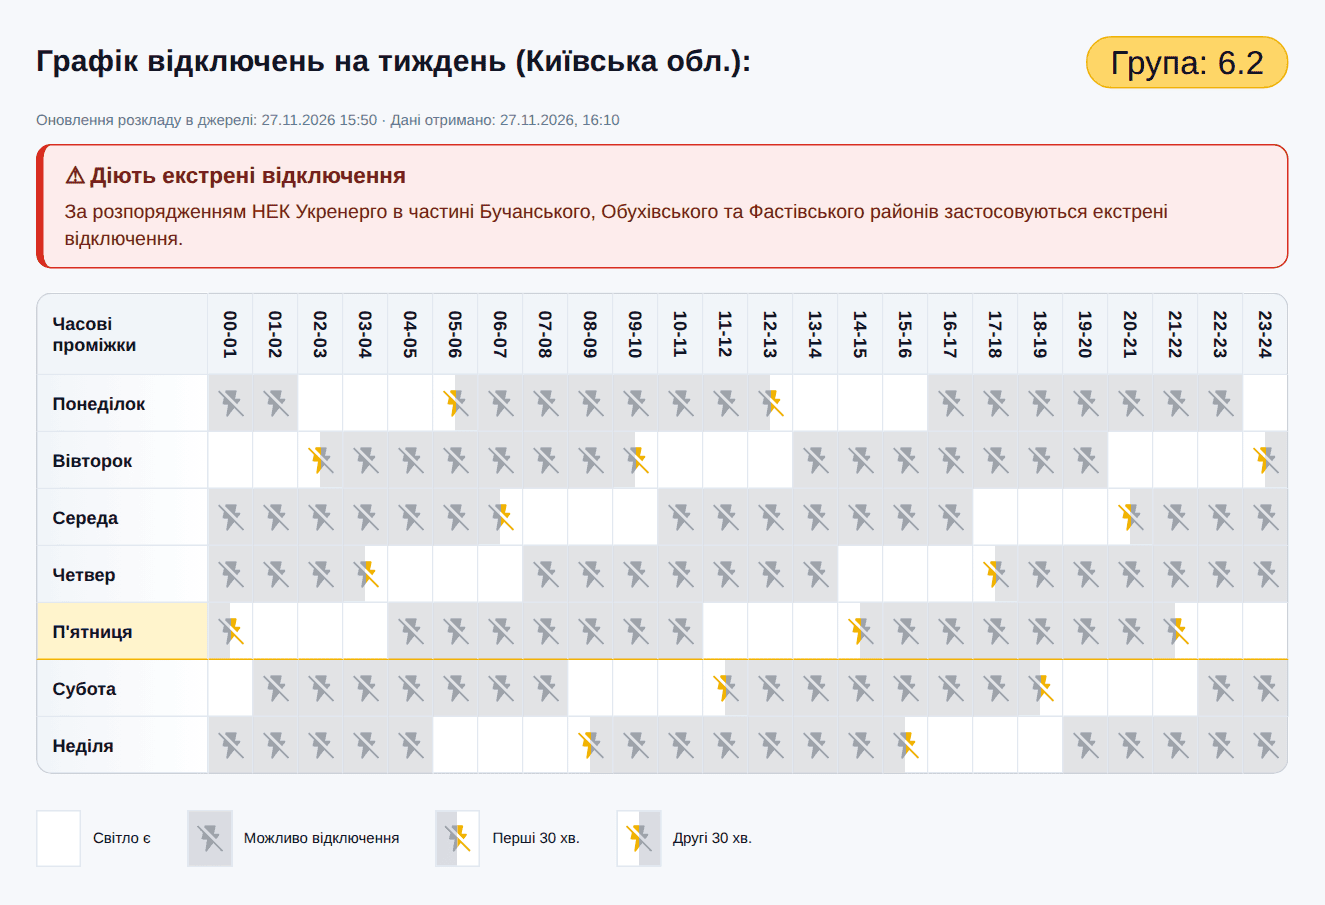 Графік відключень на тиждень (Київська обл.):
Група: 6.2
Оновлення розкладу в джерелі: 27.11.2026 15:50 · Дані отримано: 27.11.2026, 16:10
⚠ Діють екстрені відключення
За розпорядженням НЕК Укренерго в частині Бучанського, Обухівського та Фастівського районів застосовуються екстрені
відключення.
Часові
проміжки
00-01 01-02 02-03 03-04 04-05 05-06 06-07 07-08 08-09 09-10 10-11 11-12 12-13 13-14 14-15 15-16 16-17 17-18 18-19 19-20 20-21 21-22 22-23 23-24
Понеділок
Вівторок
Середа
Четвер
П'ятниця
Субота
Неділя
Світло є
Можливо відключення
Перші 30 хв.
Другі 30 хв.